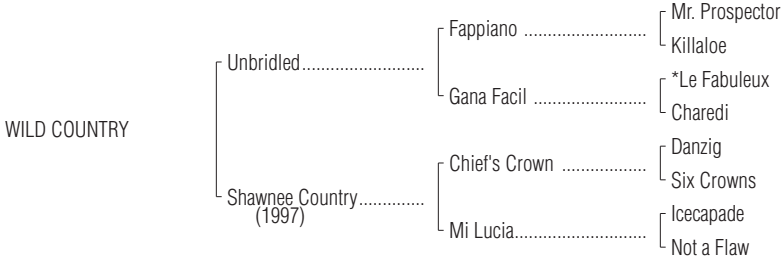 Mr. Prospector
Fappiano ..........................
Killaloe
Unbridled..........................
*Le Fabuleux
Gana Facil ........................
Charedi
WILD COUNTRY
Danzig
Chief's Crown ..................
Six Crowns
Shawnee Country..............
(1997)
Icecapade
Mi Lucia............................
Not a Flaw